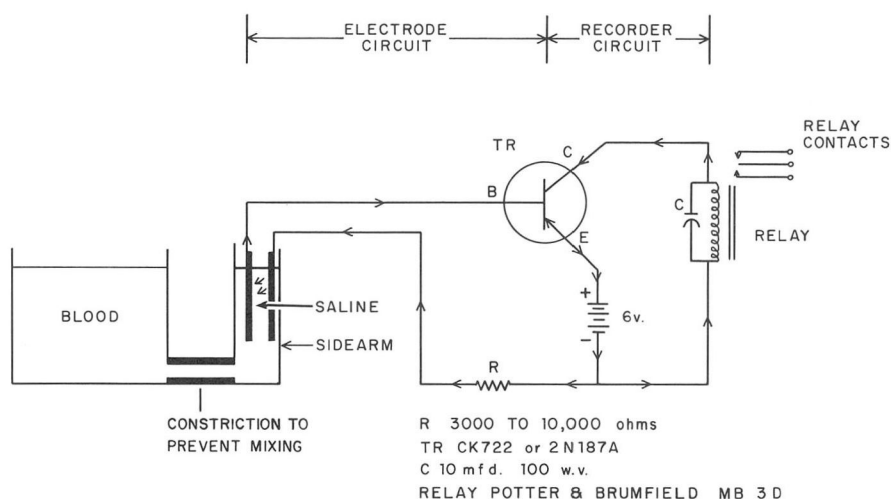 ELECTRODE
CIRCUIT
RECORDER
CIRCUIT
TR
C
B
E
RELAY
CONTACTS
C
RELAY
+
6v.
−
BLOOD
SALINE
SIDEARM
R
CONSTRICTION TO
PREVENT MIXING
R 3000 TO 10,000 ohms
TR CK722 or 2N187A
C 10 mfd. 100 w.v.
RELAY POTTER & BRUMFIELD MB 3D